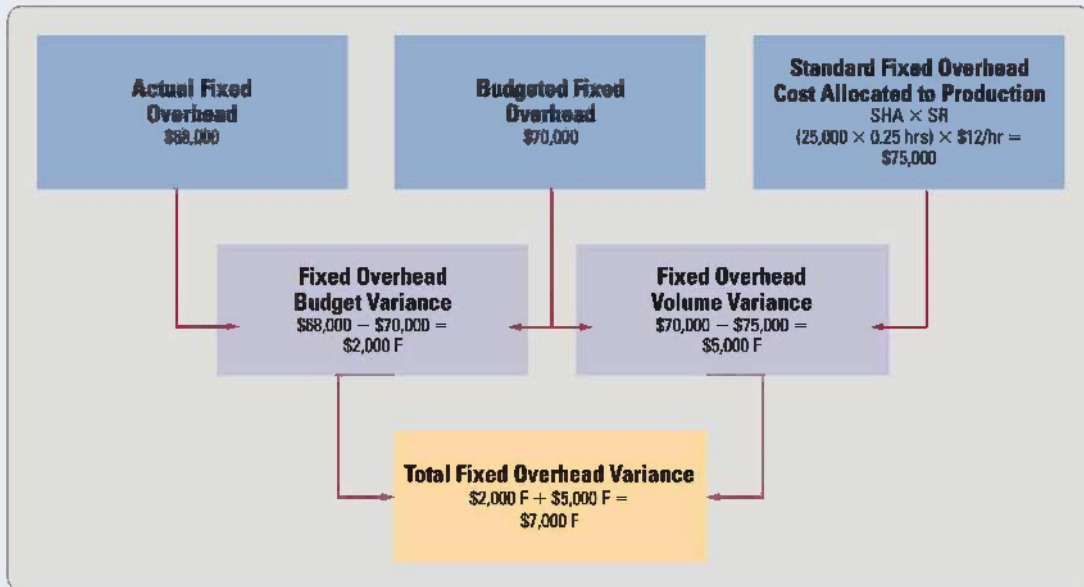 Actual Fixed
Overhead
$68,000
Budgeted Fixed
Overhead
$70,000
Standard Fixed Overhead
Cost Allocated to Production
SHA × SR
(25,000 × 0.25 hrs) × $12/hr =
$75,000
Fixed Overhead
Budget Variance
$68,000 − $70,000 =
$2,000 F
Fixed Overhead
Volume Variance
$70,000 − $75,000 =
$5,000 F
Total Fixed Overhead Variance
$2,000 F + $5,000 F =
$7,000 F